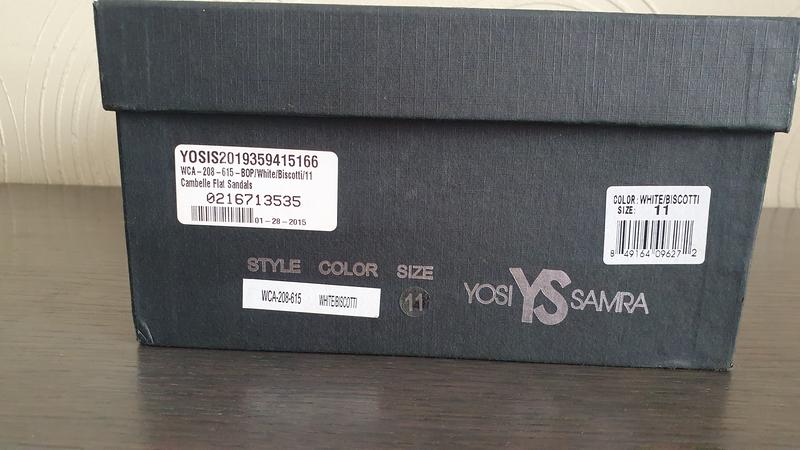 YOSIS2019359415166
WCA-208-615-BOP/White/Biscotti/11
Cambelle Flat Sandals
0216713535
01-28-2015
COLOR: WHITE/BISCOTTI
SIZE: 11
8 49164 09627 2
STYLE COLOR SIZE
WCA-208-615 WHITE/BISCOTTI 11
YOSI YS SAMRA